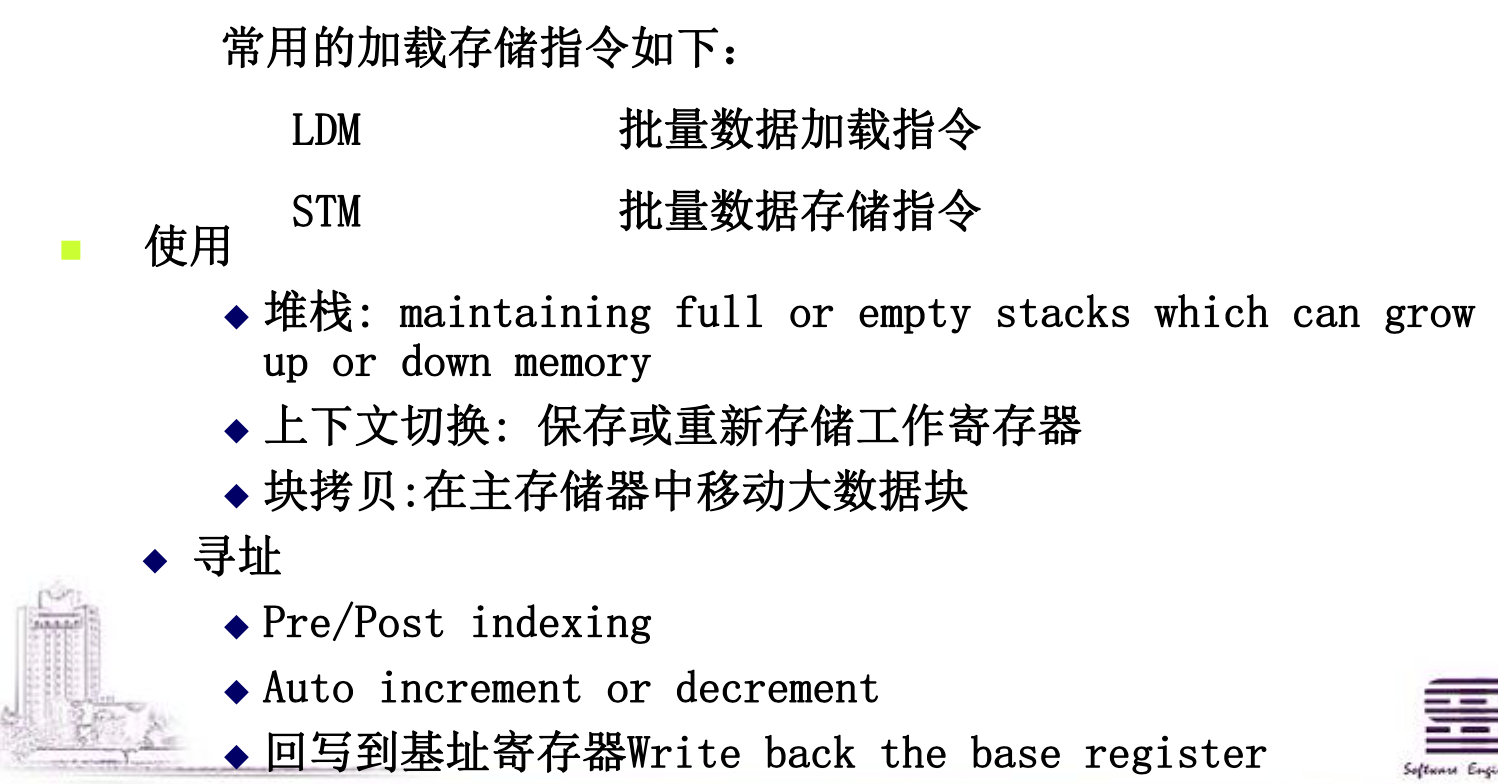 常用的加载存储指令如下：
LDM 批量数据加载指令
STM 批量数据存储指令
使用
堆栈: maintaining full or empty stacks which can grow
up or down memory
上下文切换: 保存或重新存储工作寄存器
块拷贝:在主存储器中移动大数据块
寻址
Pre/Post indexing
Auto increment or decrement
回写到基址寄存器Write back the base register
Software